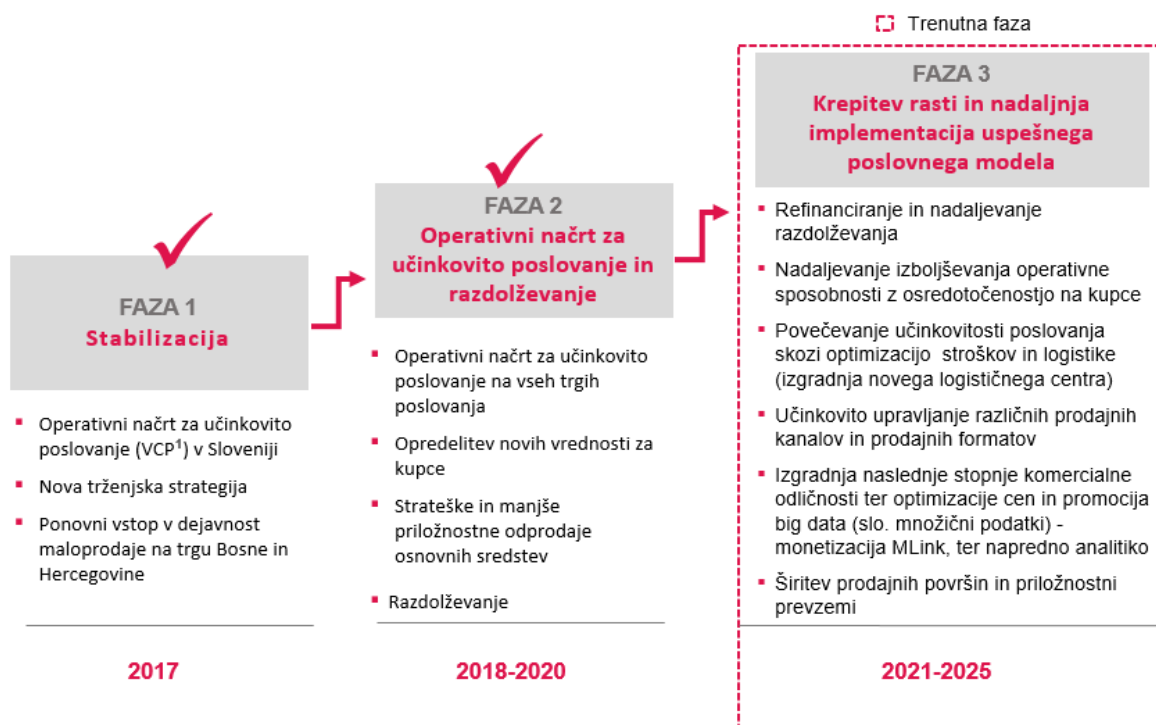 Trenutna faza
FAZA 1
Stabilizacija
Operativni načrt za učinkovito
poslovanje (VCP¹) v Sloveniji
Nova trženjska strategija
Ponovni vstop v dejavnost
maloprodaje na trgu Bosne in
Hercegovine
2017
FAZA 2
Operativni načrt za
učinkovito poslovanje in
razdolževanje
Operativni načrt za učinkovito
poslovanje na vseh trgih
poslovanja
Opredelitev novih vrednosti za
kupce
Strateške in manjše
priložnostne odprodaje
osnovnih sredstev
Razdolževanje
2018-2020
FAZA 3
Krepitev rasti in nadaljnja
implementacija uspešnega
poslovnega modela
Refinanciranje in nadaljevanje
razdolževanja
Nadaljevanje izboljševanja operativne
sposobnosti z osredotočenostjo na kupce
Povečevanje učinkovitosti poslovanja
skozi optimizacijo stroškov in logistike
(izgradnja novega logističnega centra)
Učinkovito upravljanje različnih prodajnih
kanalov in prodajnih formatov
Izgradnja naslednje stopnje komercialne
odličnosti ter optimizacije cen in promocija
big data (slo. množični podatki) -
monetizacija MLink, ter napredno analitiko
Širitev prodajnih površin in priložnostni
prevzemi
2021-2025